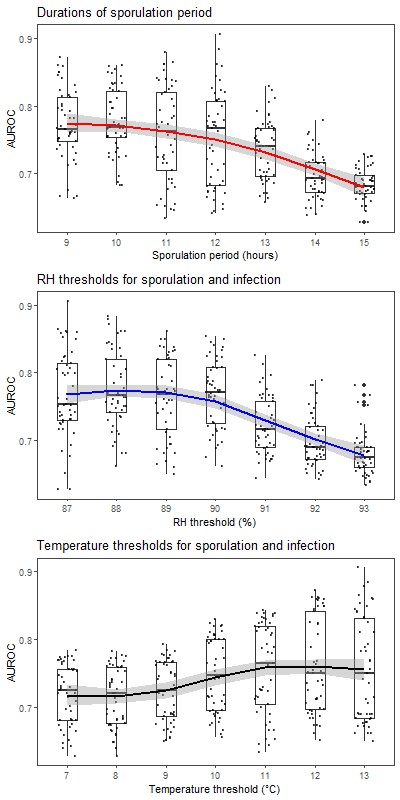 Durations of sporulation period
0.9
0.8
0.7
AUROC
9 10 11 12 13 14 15
Sporulation period (hours)
RH thresholds for sporulation and infection
0.9
0.8
0.7
AUROC
87 88 89 90 91 92 93
RH threshold (%)
Temperature thresholds for sporulation and infection
0.9
0.8
0.7
AUROC
7 8 9 10 11 12 13
Temperature threshold (°C)